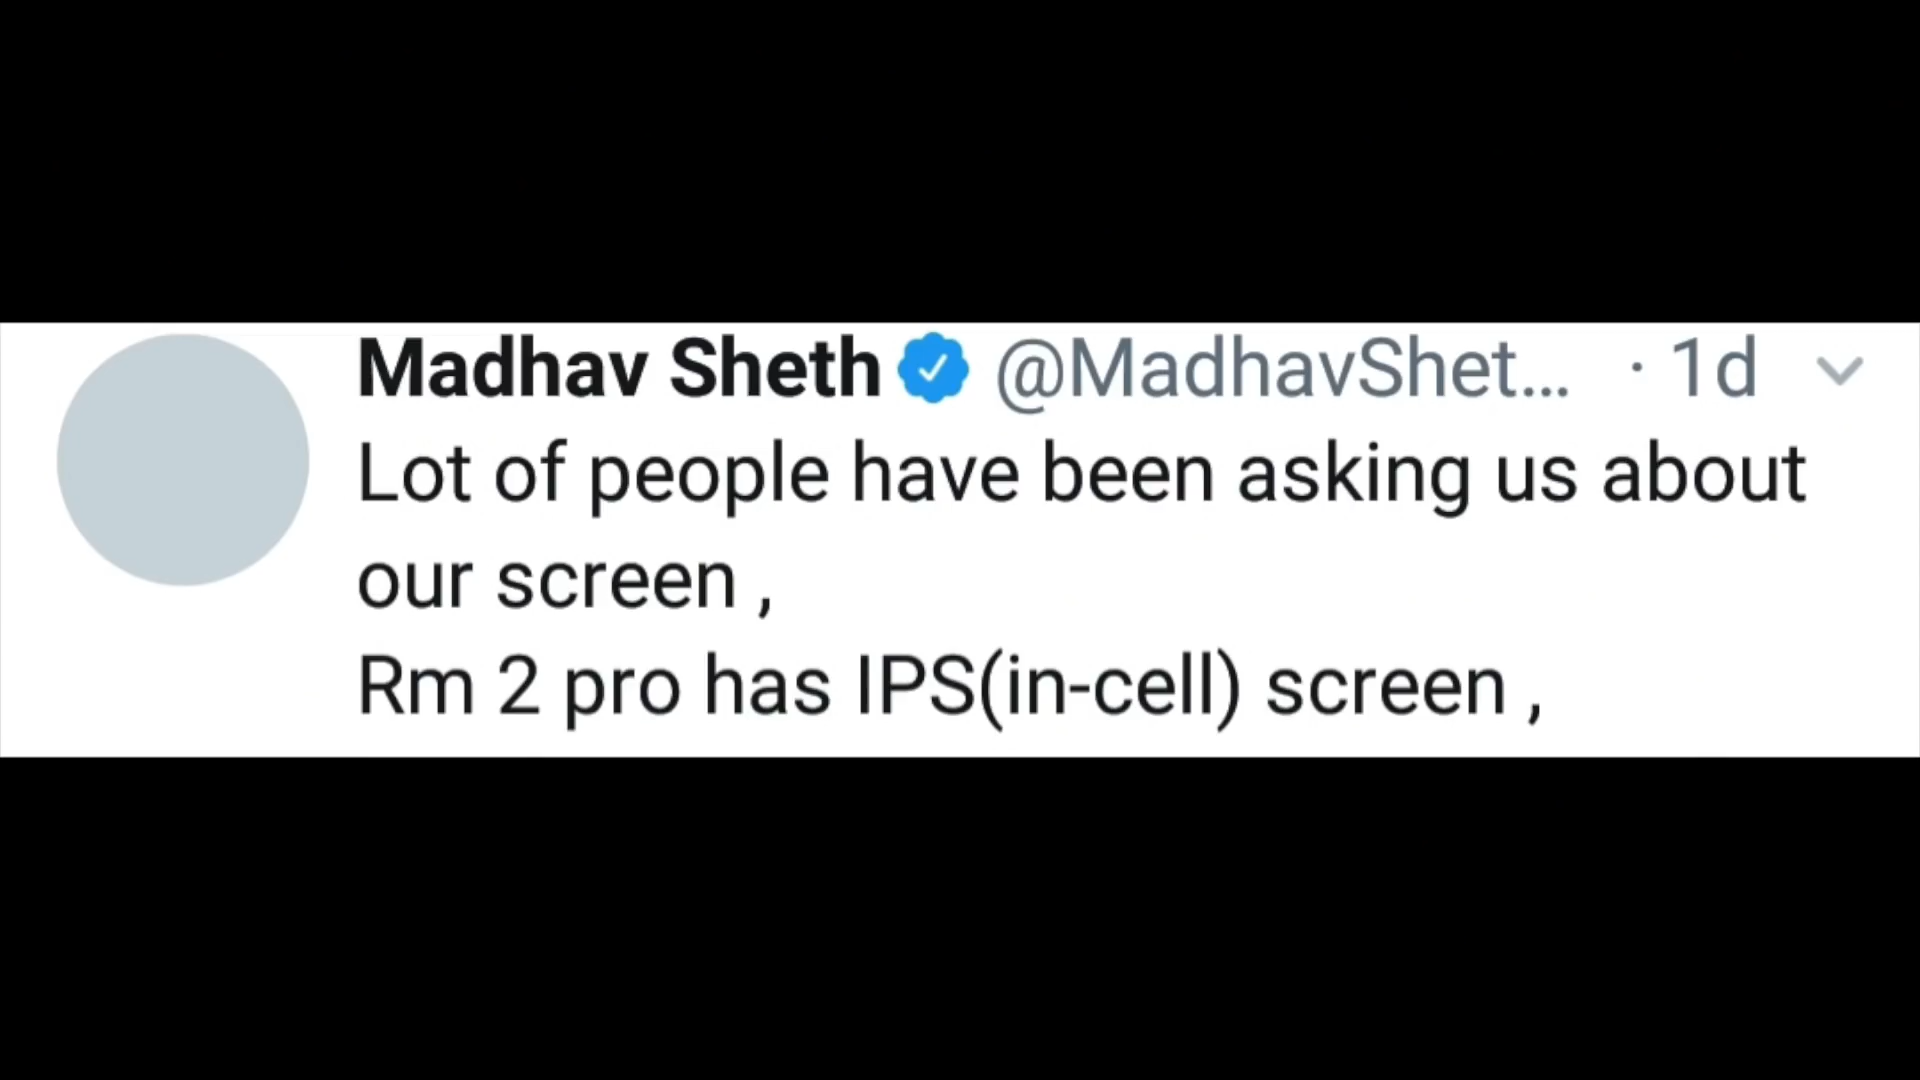 Madhav Sheth @MadhavShet... · 1d
Lot of people have been asking us about
our screen ,
Rm 2 pro has IPS(in-cell) screen ,